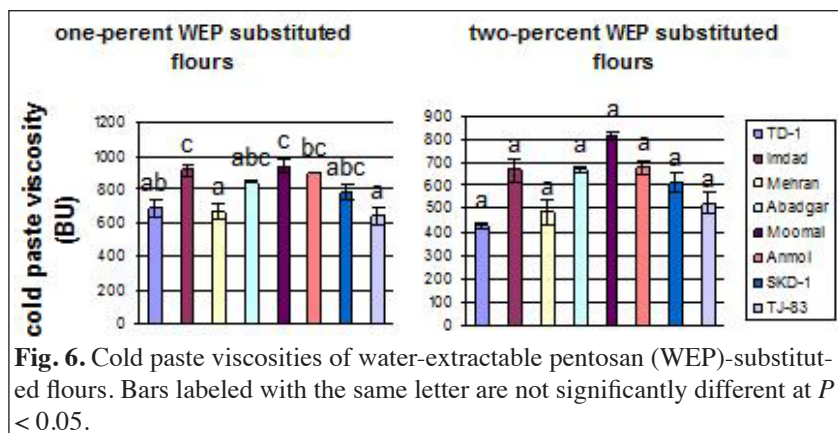 one-perent WEP substituted
flours
two-percent WEP substituted
flours
cold paste viscosity
(BU)
1200
1000
800
600
400
200
0
ab
c
a
abc
c
bc
abc
a
900
800
700
600
500
400
300
200
100
0
a
a
a
a
a
a
a
a
TD-1
Imdad
Mehran
Abadgar
Moomal
Anmol
SKD-1
TJ-83
Fig. 6. Cold paste viscosities of water-extractable pentosan (WEP)-substitut-
ed flours. Bars labeled with the same letter are not significantly different at P
< 0.05.